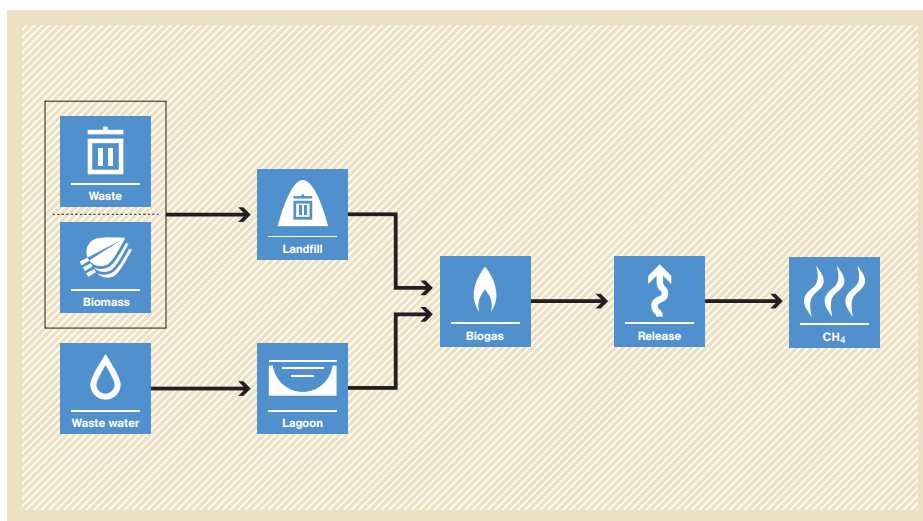 Waste
Biomass
Landfill
Waste water
Lagoon
Biogas
Release
CH₄